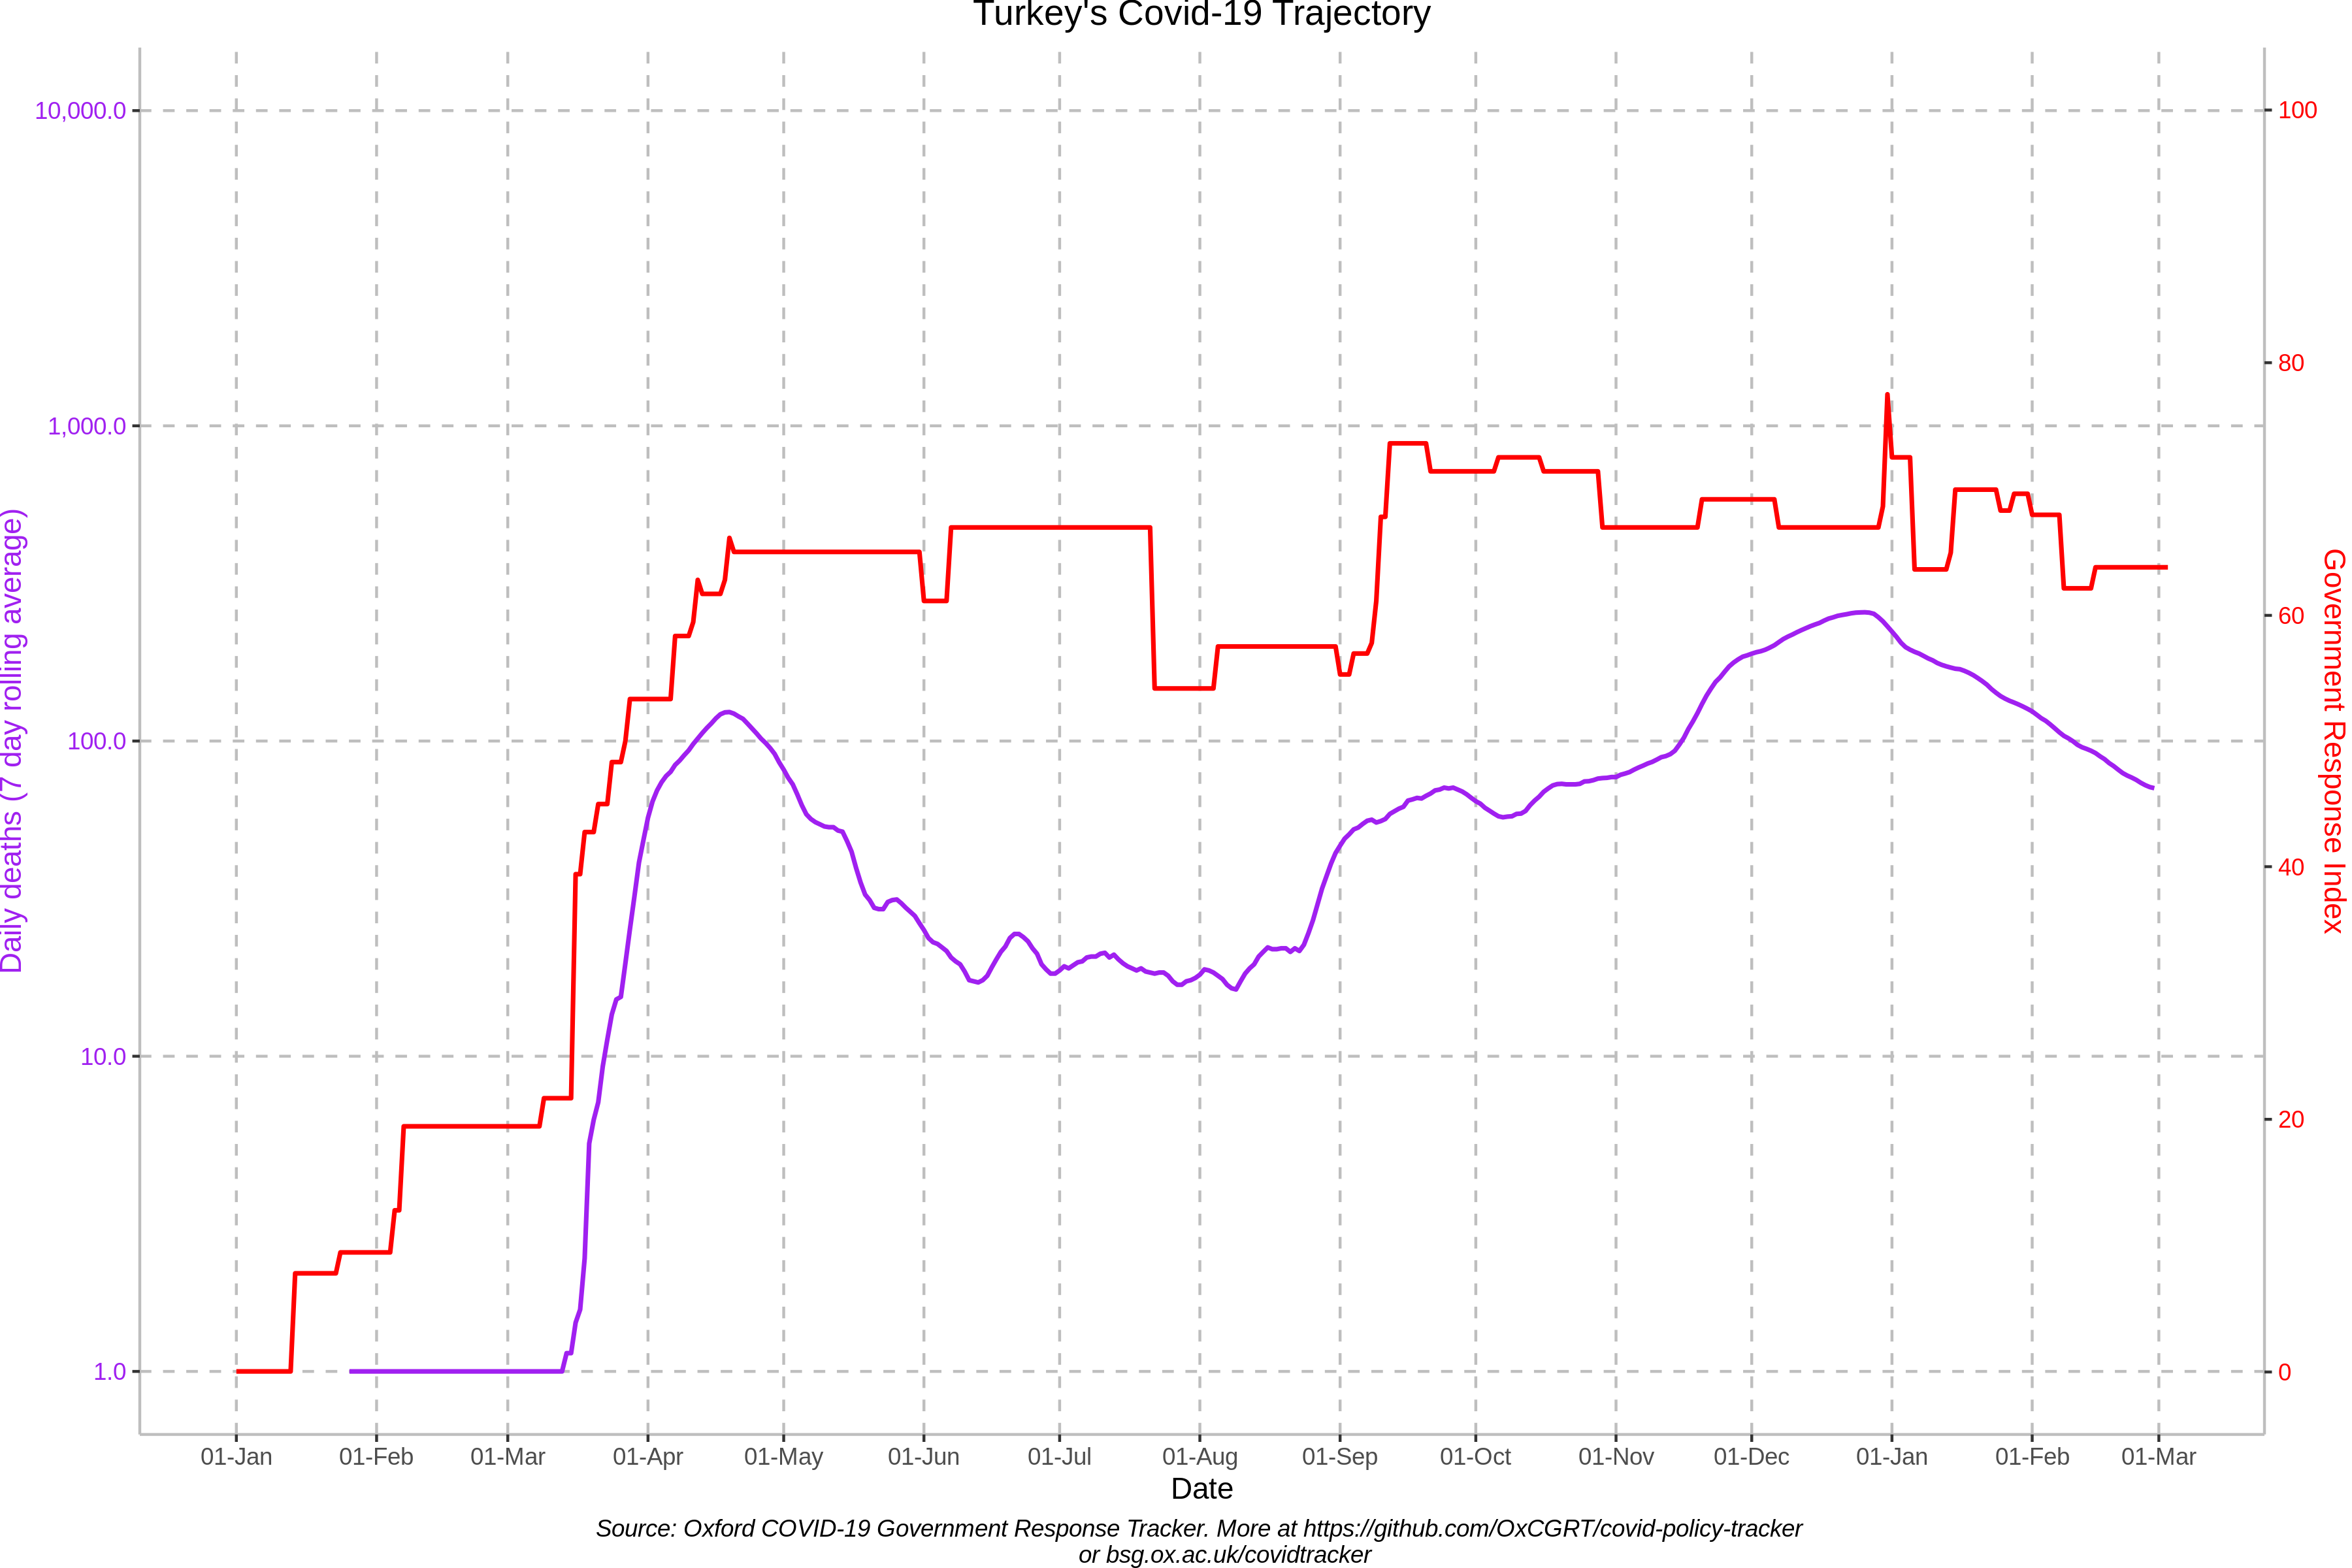 Turkey's Covid-19 Trajectory
10,000.0
1,000.0
100.0
10.0
1.0
Daily deaths (7 day rolling average)
100
80
60
40
20
0
Government Response Index
01-Jan
01-Feb
01-Mar
01-Apr
01-May
01-Jun
01-Jul
01-Aug
01-Sep
01-Oct
01-Nov
01-Dec
01-Jan
01-Feb
01-Mar
Date
Source: Oxford COVID-19 Government Response Tracker. More at https://github.com/OxCGRT/covid-policy-tracker
or bsg.ox.ac.uk/covidtracker